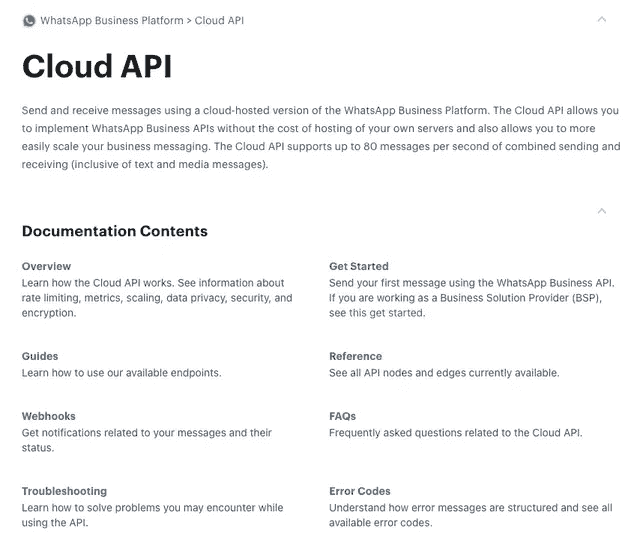 WhatsApp Business Platform > Cloud API
Cloud API
Send and receive messages using a cloud-hosted version of the WhatsApp Business Platform. The Cloud API allows you
to implement WhatsApp Business APIs without the cost of hosting of your own servers and also allows you to more
easily scale your business messaging. The Cloud API supports up to 80 messages per second of combined sending and
receiving (inclusive of text and media messages).
Documentation Contents
Overview
Learn how the Cloud API works. See information about
rate limiting, metrics, scaling, data privacy, security, and
encryption.
Get Started
Send your first message using the WhatsApp Business API.
If you are working as a Business Solution Provider (BSP),
see this get started.
Guides
Learn how to use our available endpoints.
Reference
See all API nodes and edges currently available.
Webhooks
Get notifications related to your messages and their
status.
FAQs
Frequently asked questions related to the Cloud API.
Troubleshooting
Learn how to solve problems you may encounter while
using the API.
Error Codes
Understand how error messages are structured and see all
available error codes.